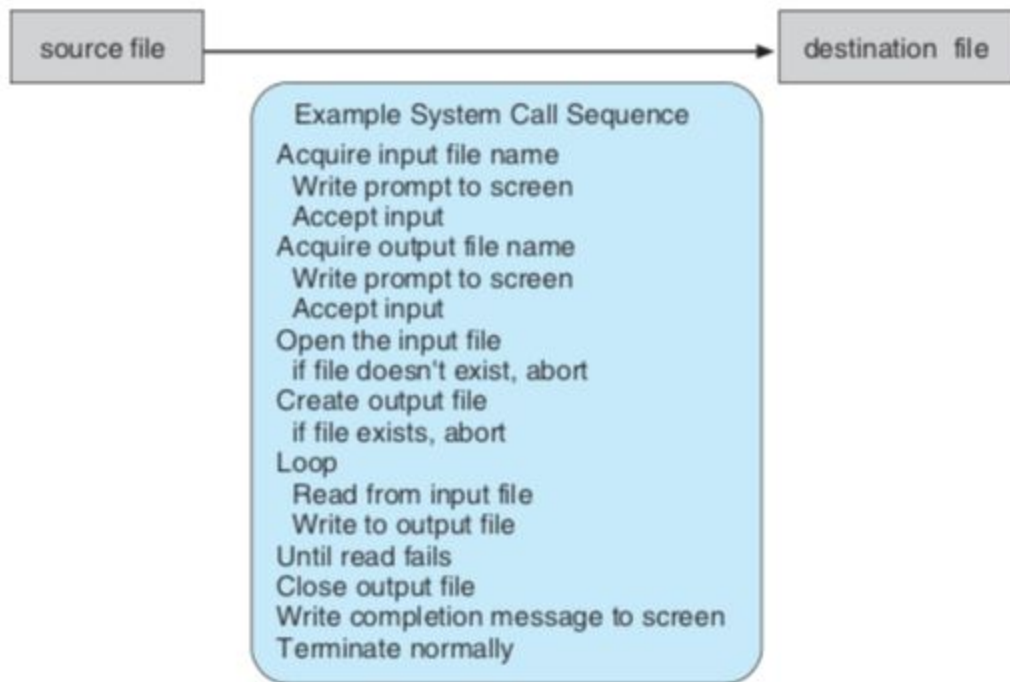 source file
destination file
Example System Call Sequence
Acquire input file name
Write prompt to screen
Accept input
Acquire output file name
Write prompt to screen
Accept input
Open the input file
if file doesn't exist, abort
Create output file
if file exists, abort
Loop
Read from input file
Write to output file
Until read fails
Close output file
Write completion message to screen
Terminate normally